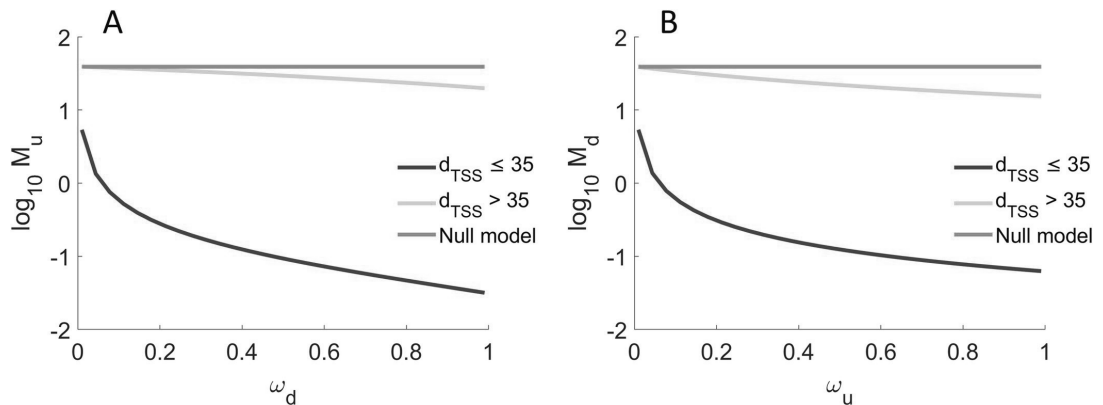 A
2
1
0
-1
-2
log10 Mu
dTSS ≤ 35
dTSS > 35
Null model
0 0.2 0.4 0.6 0.8 1
ωd
B
2
1
0
-1
-2
log10 Md
dTSS ≤ 35
dTSS > 35
Null model
0 0.2 0.4 0.6 0.8 1
ωu